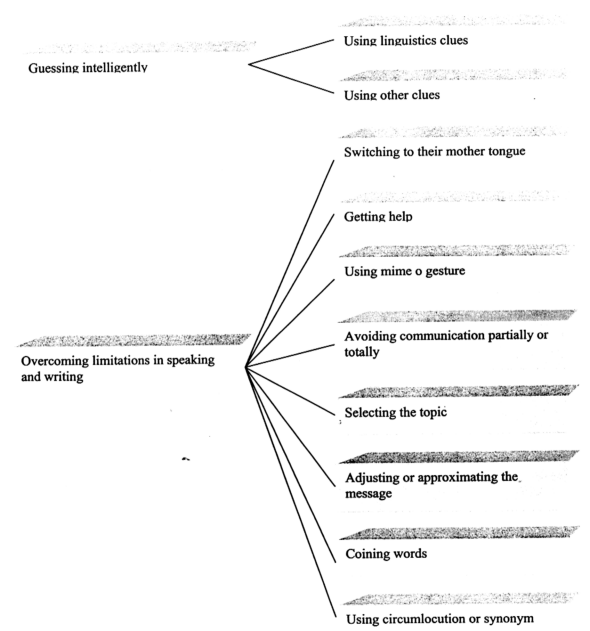 Guessing intelligently
Using linguistics clues
Using other clues
Overcoming limitations in speaking
and writing
Switching to their mother tongue
Getting help
Using mime o gesture
Avoiding communication partially or
totally
Selecting the topic
Adjusting or approximating the
message
Coining words
Using circumlocution or synonym